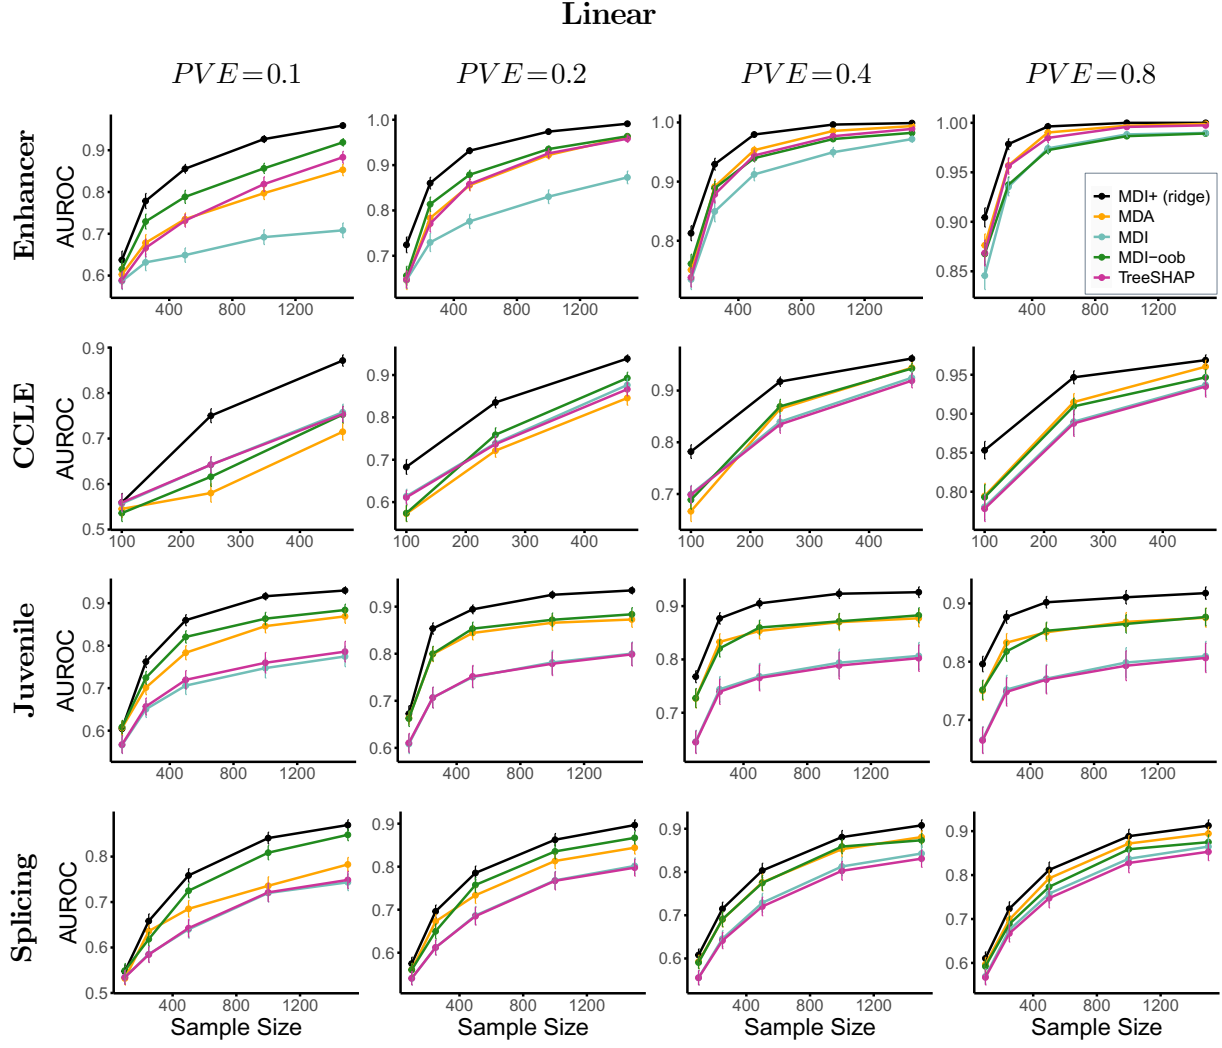 Linear
PVE=0.1 PVE=0.2 PVE=0.4 PVE=0.8
Enhancer
AUROC
0.9
0.8
0.7
0.6
400 1200
1.0
0.9
0.8
0.7
400 1200
1.0
0.9
0.8
400 1200
1.00
0.95
0.90
0.85
400 1200
MDI+ (ridge)
MDA
MDI
MDI−oob
TreeSHAP
CCLE
AUROC
0.9
0.8
0.7
0.6
0.5
100 200 300 400
0.9
0.8
0.7
0.6
100 200 300 400
0.9
0.8
0.7
100 200 300 400
0.95
0.90
0.85
0.80
100 200 300 400
Juvenile
AUROC
0.9
0.8
0.7
0.6
400 800 1200
0.9
0.8
0.7
0.6
400 800 1200
0.9
0.8
0.7
400 800 1200
0.9
0.8
0.7
400 800 1200
Splicing
AUROC
0.8
0.7
0.6
0.5
400 800 1200
Sample Size
0.9
0.8
0.7
0.6
400 800 1200
Sample Size
0.9
0.8
0.7
0.6
400 800 1200
Sample Size
0.9
0.8
0.7
0.6
400 800 1200
Sample Size